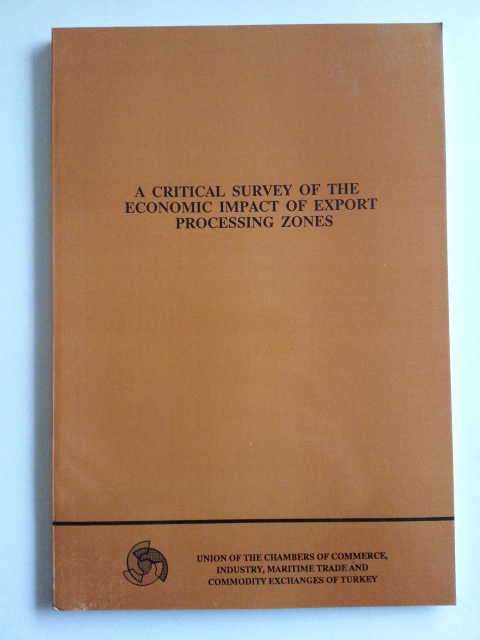 A CRITICAL SURVEY OF THE
ECONOMIC IMPACT OF EXPORT
PROCESSING ZONES
UNION OF THE CHAMBERS OF COMMERCE,
INDUSTRY, MARITIME TRADE AND
COMMODITY EXCHANGES OF TURKEY